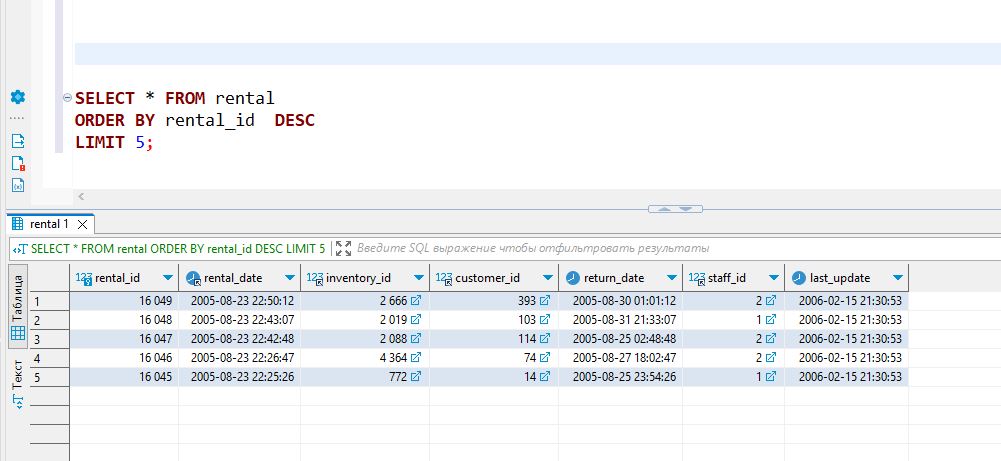 SELECT * FROM rental
ORDER BY rental_id  DESC
LIMIT 5;
rental 1
SELECT * FROM rental ORDER BY rental_id DESC LIMIT 5 Введите SQL выражение чтобы отфильтровать результаты
Таблица
Текст
123 rental_id rental_date 123 inventory_id 123 customer_id return_date 123 staff_id last_update
1 16 049 2005-08-23 22:50:12 2 666 393 2005-08-30 01:01:12 2 2006-02-15 21:30:53
2 16 048 2005-08-23 22:43:07 2 019 103 2005-08-31 21:33:07 1 2006-02-15 21:30:53
3 16 047 2005-08-23 22:42:48 2 088 114 2005-08-25 02:48:48 2 2006-02-15 21:30:53
4 16 046 2005-08-23 22:26:47 4 364 74 2005-08-27 18:02:47 2 2006-02-15 21:30:53
5 16 045 2005-08-23 22:25:26 772 14 2005-08-25 23:54:26 1 2006-02-15 21:30:53